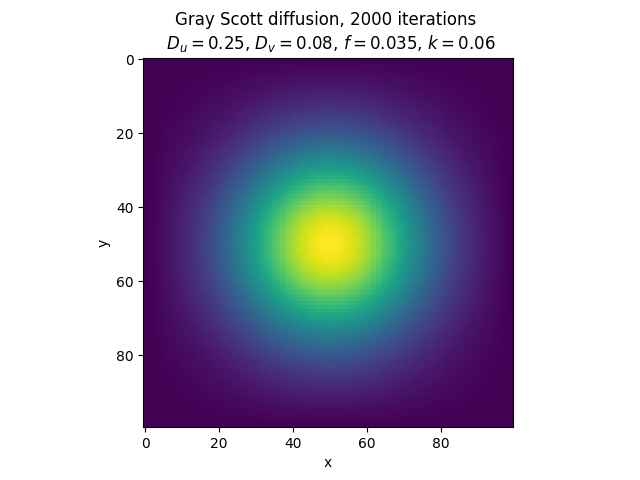 Gray Scott diffusion, 2000 iterations
D_u = 0.25, D_v = 0.08, f = 0.035, k = 0.06
0
20
40
60
80
y
0 20 40 60 80
x